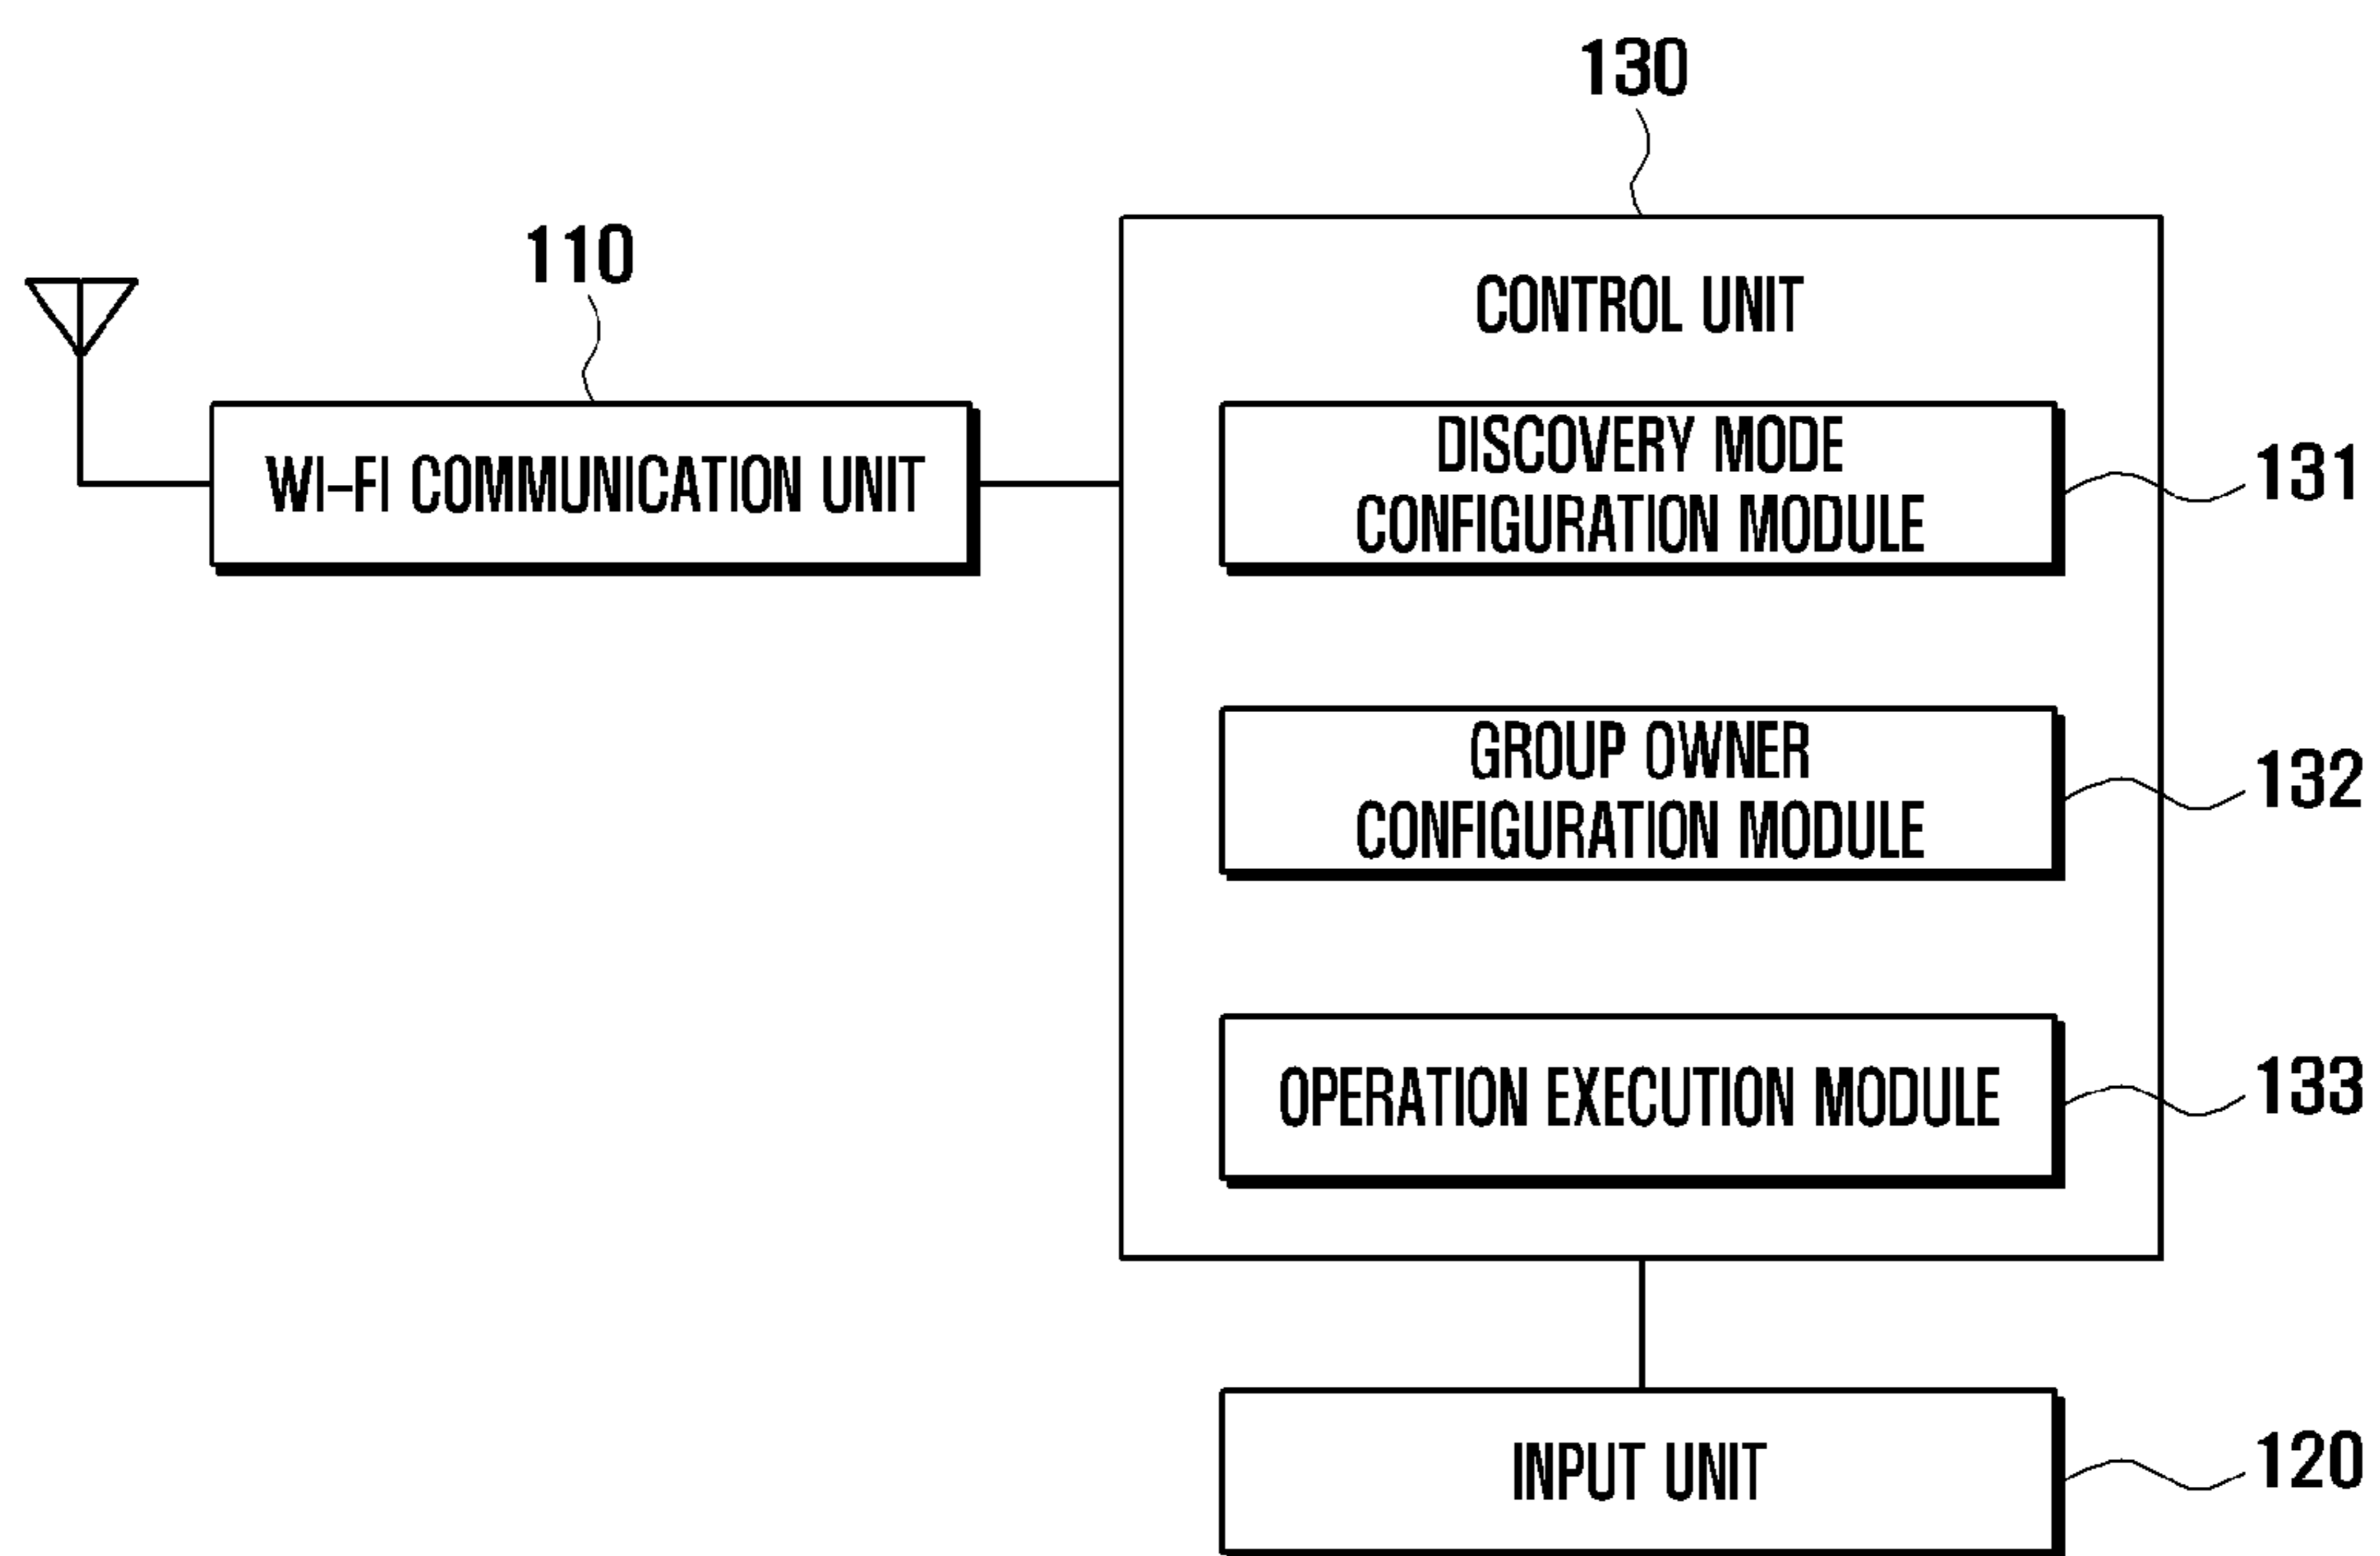 130
110
CONTROL UNIT
WI-FI COMMUNICATION UNIT
DISCOVERY MODE
CONFIGURATION MODULE
131
GROUP OWNER
CONFIGURATION MODULE
132
OPERATION EXECUTION MODULE
133
INPUT UNIT
120